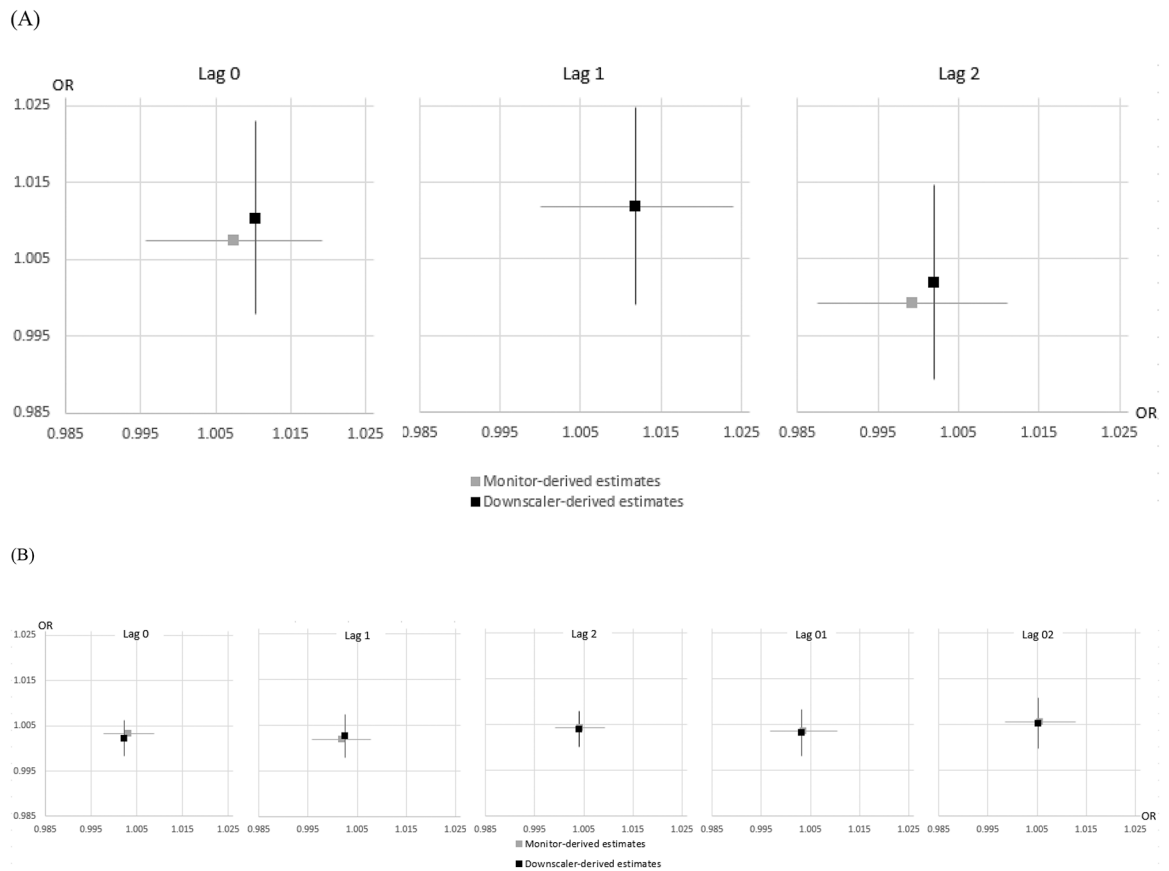 (A)
Lag 0 Lag 1 Lag 2
OR
1.025
1.015
1.005
0.995
0.985
0.985 0.995 1.005 1.015 1.025 0.985 0.995 1.005 1.015 1.025 0.985 0.995 1.005 1.015 1.025
OR
Monitor-derived estimates
Downscaler-derived estimates
(B)
OR
Lag 0 Lag 1 Lag 2 Lag 01 Lag 02
1.025
1.015
1.005
0.995
0.985
0.985 0.995 1.005 1.015 1.025 0.985 0.995 1.005 1.015 1.025 0.985 0.995 1.005 1.015 1.025 0.985 0.995 1.005 1.015 1.025 0.985 0.995 1.005 1.015 1.025
OR
Monitor-derived estimates
Downscaler-derived estimates